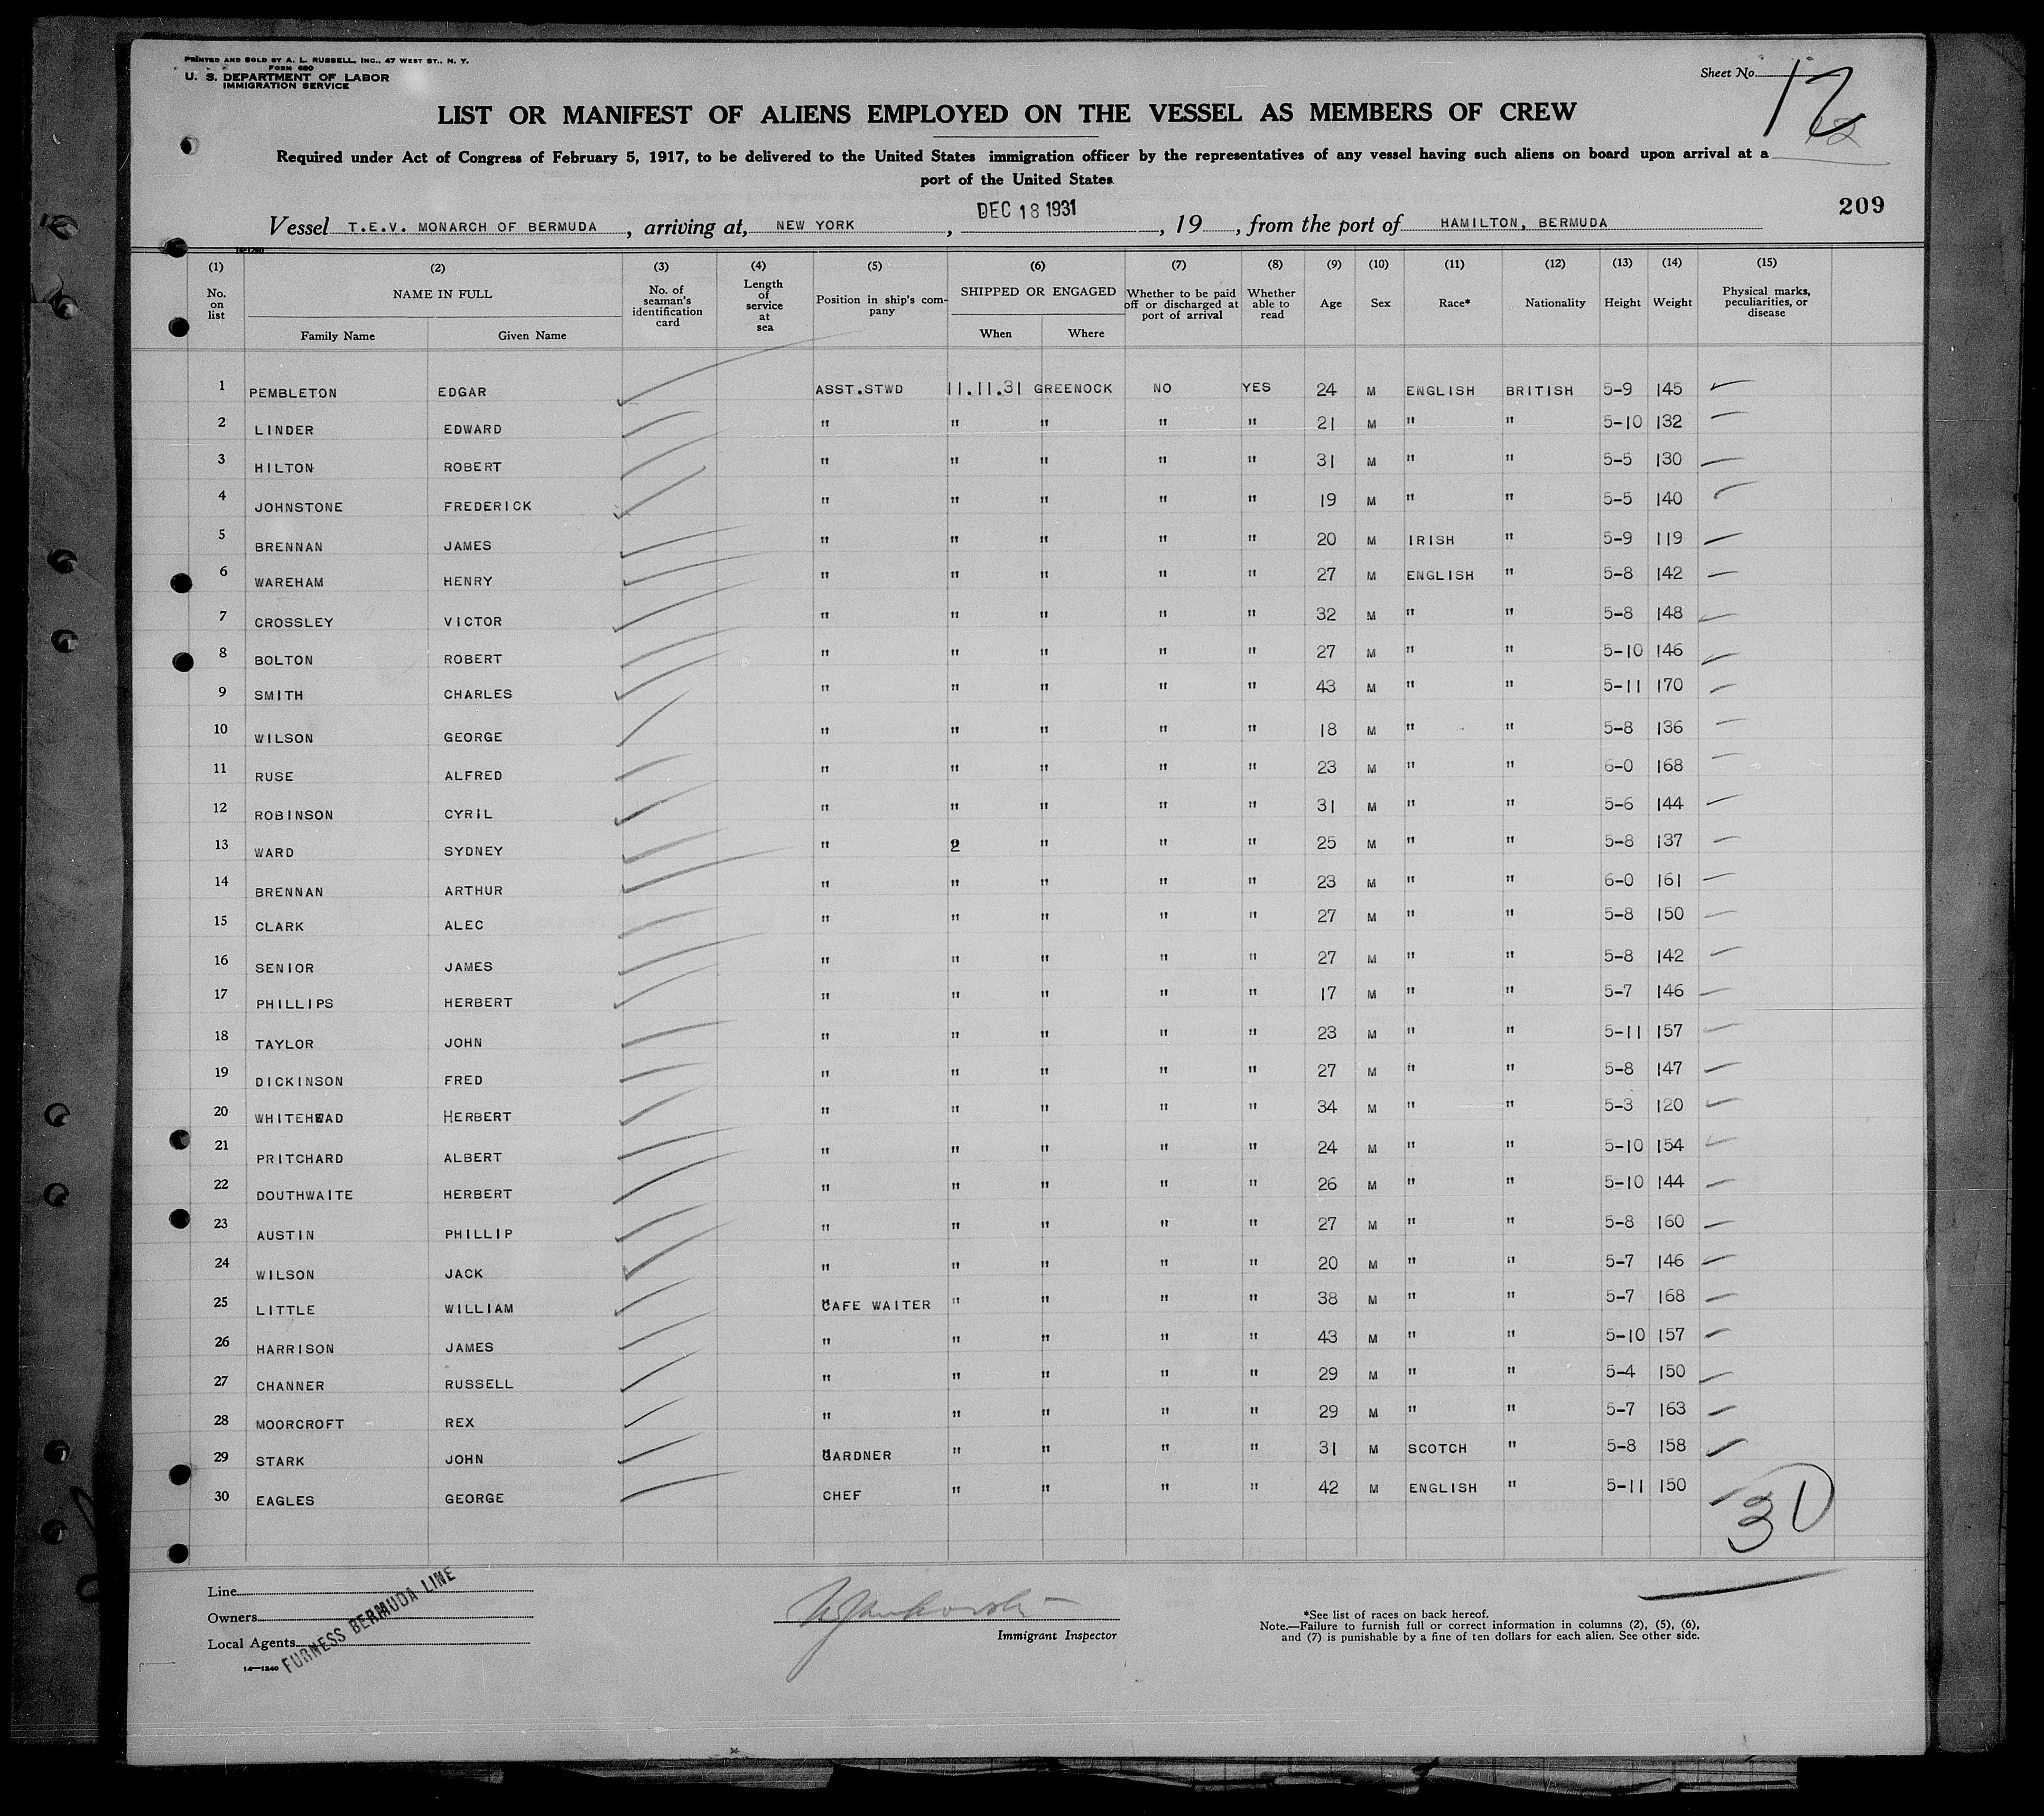 PRINTED AND SOLD BY A. L. RUSSELL, INC., 47 WEST ST., N. Y.
FORM 680
U. S. DEPARTMENT OF LABOR
IMMIGRATION SERVICE
Sheet No. 12
12
LIST OR MANIFEST OF ALIENS EMPLOYED ON THE VESSEL AS MEMBERS OF CREW
Required under Act of Congress of February 5, 1917, to be delivered to the United States immigration officer by the representatives of any vessel having such aliens on board upon arrival at a
port of the United States
DEC 18 1931
209
Vessel T.E.V. MONARCH OF BERMUDA, arriving at, NEW YORK, , 19 , from the port of HAMILTON, BERMUDA
14-1240
(1) (2) (3) (4) (5) (6) (7) (8) (9) (10) (11) (12) (13) (14) (15)
No. on list NAME IN FULL Family Name Given Name No. of seaman's identification card Length of service at sea Position in ship's company SHIPPED OR ENGAGED When Where Whether to be paid off or discharged at port of arrival Whether able to read Age Sex Race* Nationality Height Weight Physical marks, peculiarities, or disease
1 PEMBLETON EDGAR ASST.STWD 11.11.31 GREENOCK NO YES 24 M ENGLISH BRITISH 5-9 145
2 LINDER EDWARD " " " " " 21 M " " 5-10 132
3 HILTON ROBERT " " " " " 31 M " " 5-5 130
4 JOHNSTONE FREDERICK " " " " " 19 M " " 5-5 140
5 BRENNAN JAMES " " " " " 20 M IRISH " 5-9 119
6 WAREHAM HENRY " " " " " 27 M ENGLISH " 5-8 142
7 CROSSLEY VICTOR " " " " " 32 M " " 5-8 148
8 BOLTON ROBERT " " " " " 27 M " " 5-10 146
9 SMITH CHARLES " " " " " 43 M " " 5-11 170
10 WILSON GEORGE " " " " " 18 M " " 5-8 136
11 RUSE ALFRED " " " " " 23 M " " 6-0 168
12 ROBINSON CYRIL " " " " " 31 M " " 5-6 144
13 WARD SYDNEY " 2 " " " 25 M " " 5-8 137
14 BRENNAN ARTHUR " " " " " 23 M " " 6-0 161
15 CLARK ALEC " " " " " 27 M " " 5-8 150
16 SENIOR JAMES " " " " " 27 M " " 5-8 142
17 PHILLIPS HERBERT " " " " " 17 M " " 5-7 146
18 TAYLOR JOHN " " " " " 23 M " " 5-11 157
19 DICKINSON FRED " " " " " 27 M " " 5-8 147
20 WHITEHEAD HERBERT " " " " " 34 M " " 5-3 120
21 PRITCHARD ALBERT " " " " " 24 M " " 5-10 154
22 DOUTHWAITE HERBERT " " " " " 26 M " " 5-10 144
23 AUSTIN PHILLIP " " " " " 27 M " " 5-8 160
24 WILSON JACK " " " " " 20 M " " 5-7 146
25 LITTLE WILLIAM CAFE WAITER " " " " 38 M " " 5-7 168
26 HARRISON JAMES " " " " " 43 M " " 5-10 157
27 CHANNER RUSSELL " " " " " 29 M " " 5-4 150
28 MOORCROFT REX " " " " " 29 M " " 5-7 163
29 STARK JOHN GARDNER " " " " 31 M SCOTCH " 5-8 158
30 EAGLES GEORGE CHEF " " " " 42 M ENGLISH " 5-11 150
30
Line
Owners
Local Agents
FURNESS BERMUDA LINE
14-1240
Immigrant Inspector
*See list of races on back hereof.
Note.—Failure to furnish full or correct information in columns (2), (5), (6),
and (7) is punishable by a fine of ten dollars for each alien. See other side.